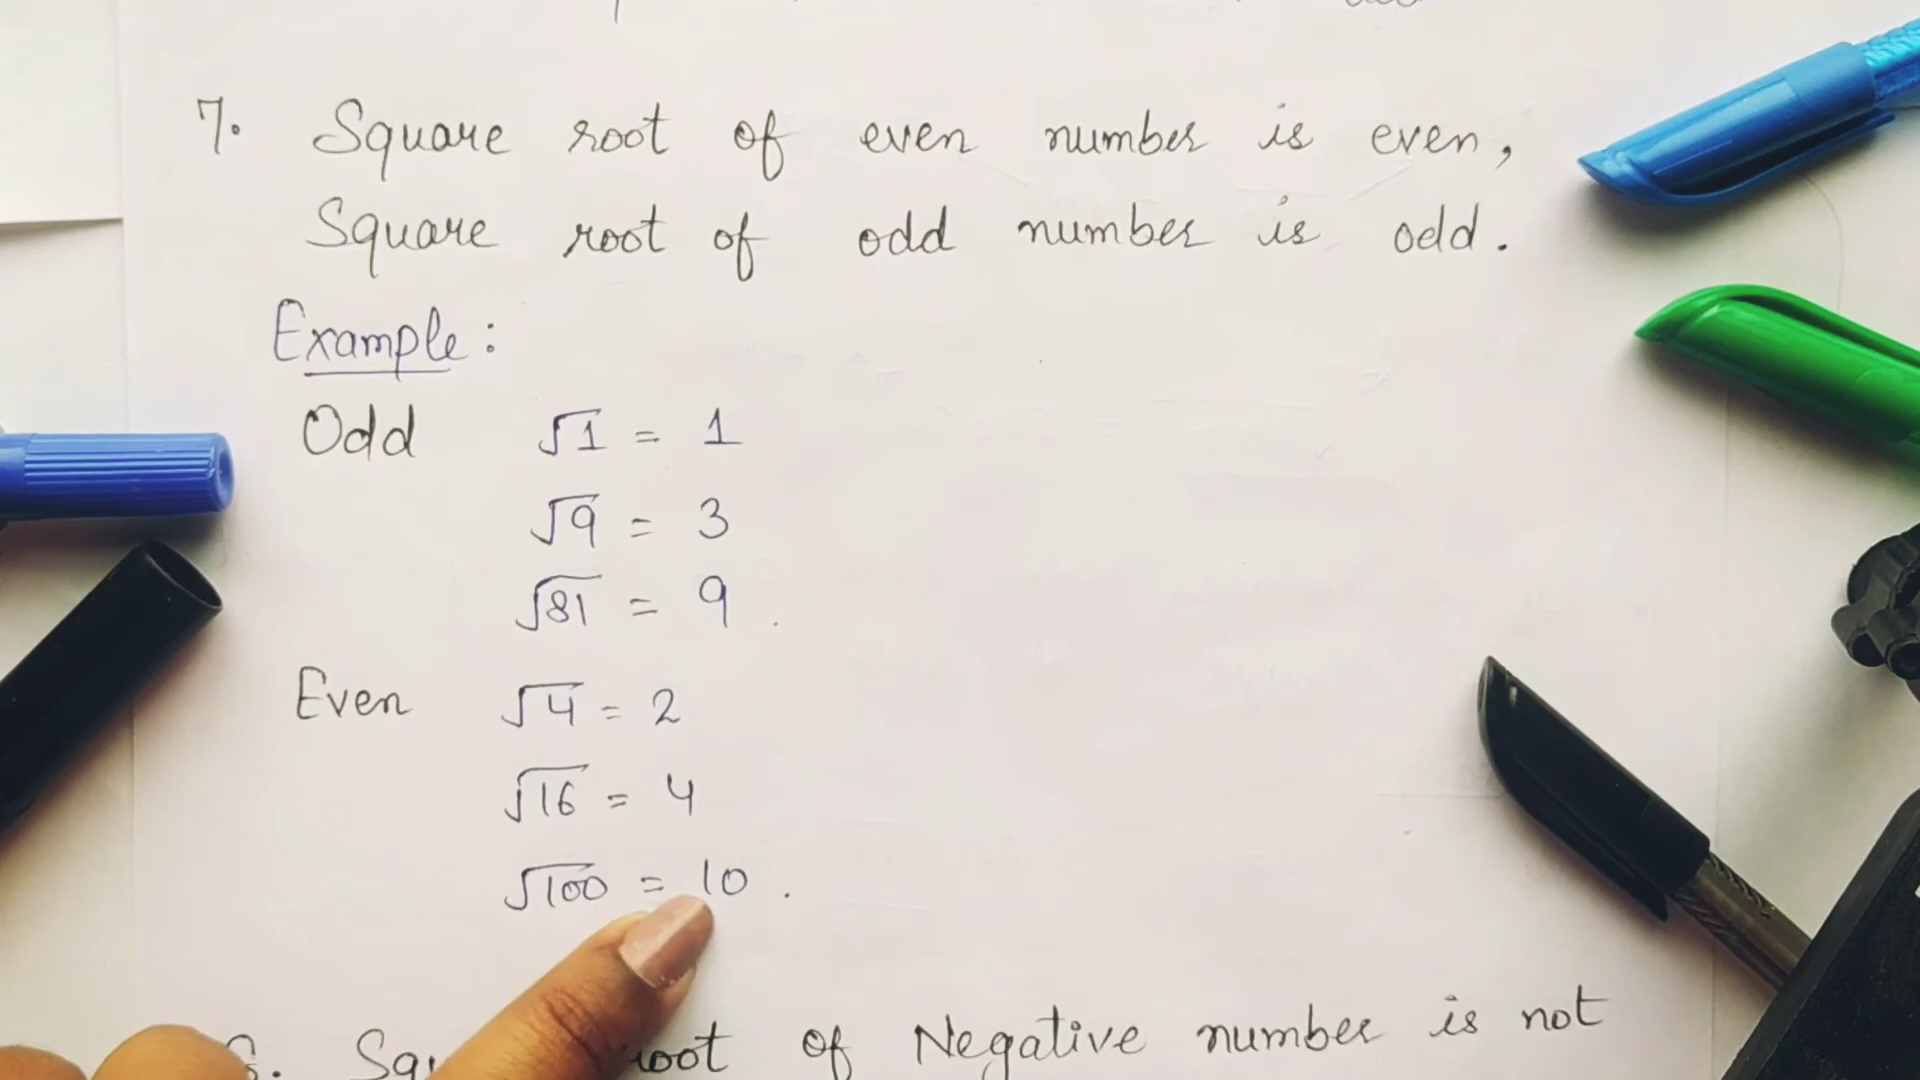 7. Square root of even number is even,
Square root of odd number is odd.
Example:
Odd √1 = 1
√9 = 3
√81 = 9.
Even √4 = 2
√16 = 4
√100 = 10.
root of Negative number is not